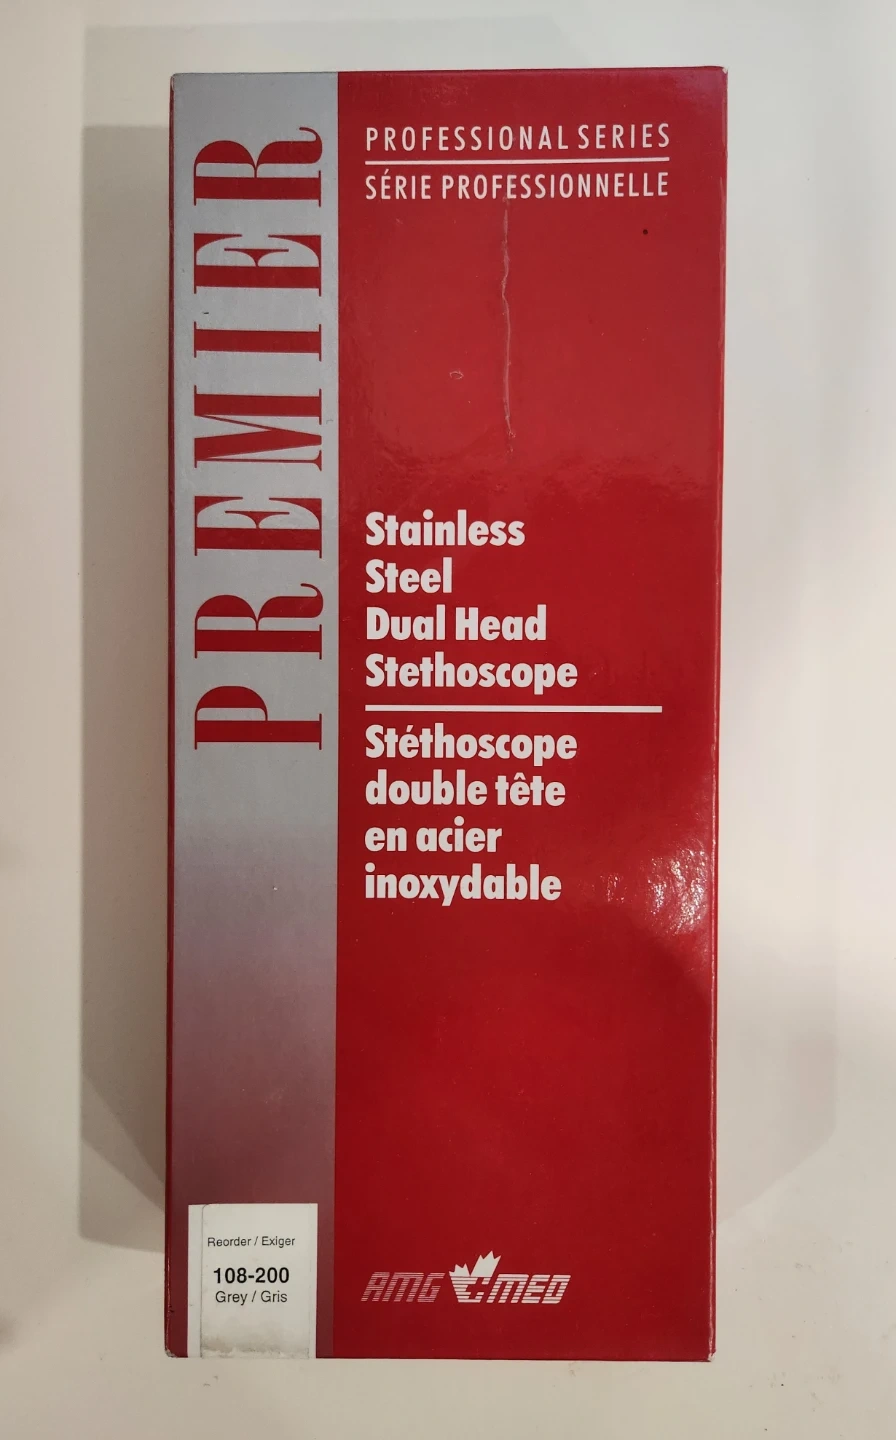 PREMIER
PROFESSIONAL SERIES
SÉRIE PROFESSIONNELLE
Stainless
Steel
Dual Head
Stethoscope
Stéthoscope
double tête
en acier
inoxydable
Reorder / Exiger
108-200
Grey / Gris
AMG MED